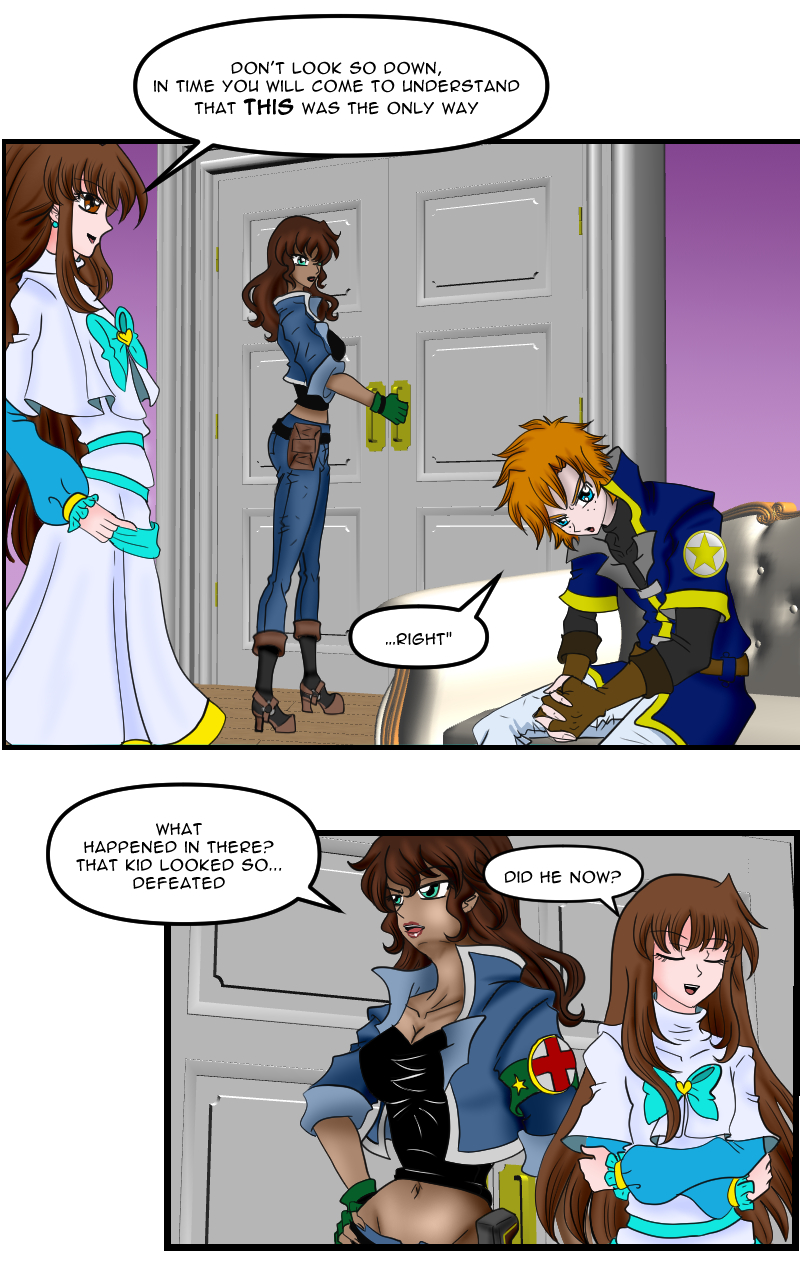 DON'T LOOK SO DOWN,
IN TIME YOU WILL COME TO UNDERSTAND
THAT THIS WAS THE ONLY WAY
...RIGHT"
WHAT
HAPPENED IN THERE?
THAT KID LOOKED SO...
DEFEATED
DID HE NOW?